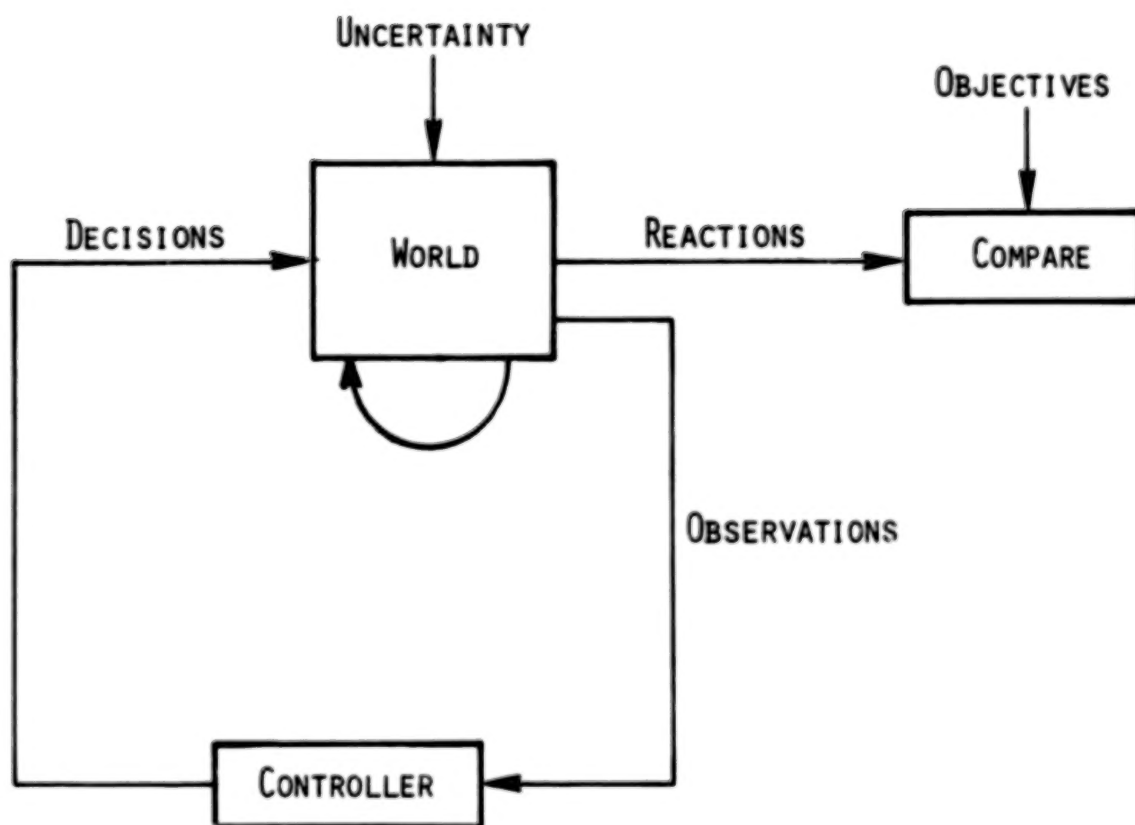 UNCERTAINTY
OBJECTIVES
DECISIONS
WORLD
REACTIONS
COMPARE
OBSERVATIONS
CONTROLLER